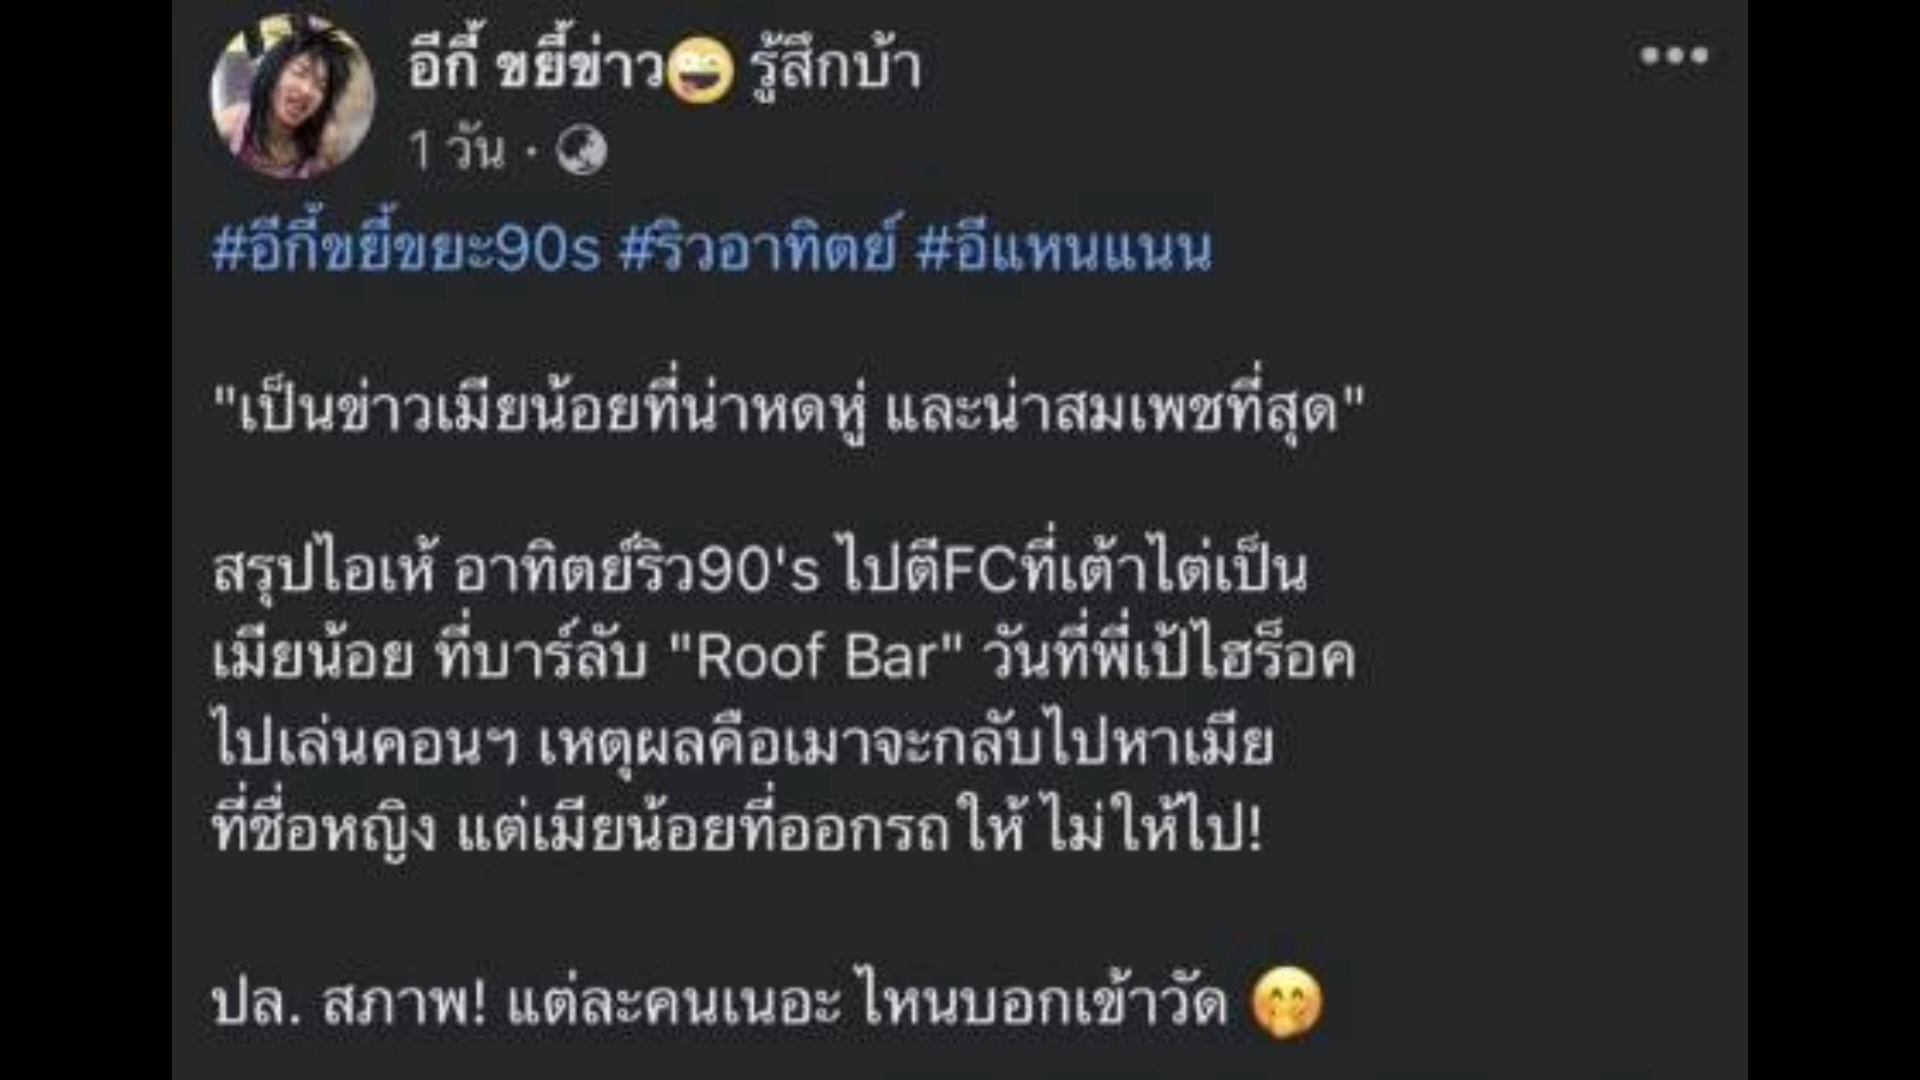 อีกี้ ขยี้ข่าว🤪 รู้สึกบ้า
1 วัน ·
#อีกี้ขยี้ขยะ90s #ริวอาทิตย์ #อีแหนแนน
"เป็นข่าวเมียน้อยที่น่าหดหู่ และน่าสมเพชที่สุด"
สรุปไอเห้ อาทิตย์ริว90's ไปตีFCที่เต้าไต่เป็น
เมียน้อย ที่บาร์ลับ "Roof Bar" วันที่พี่เป้ไฮร็อค
ไปเล่นคอนฯ เหตุผลคือเมาจะกลับไปหาเมีย
ที่ชื่อหญิง แต่เมียน้อยที่ออกรถให้ ไม่ให้ไป!
ปล. สภาพ! แต่ละคนเนอะ ไหนบอกเข้าวัด 🤭